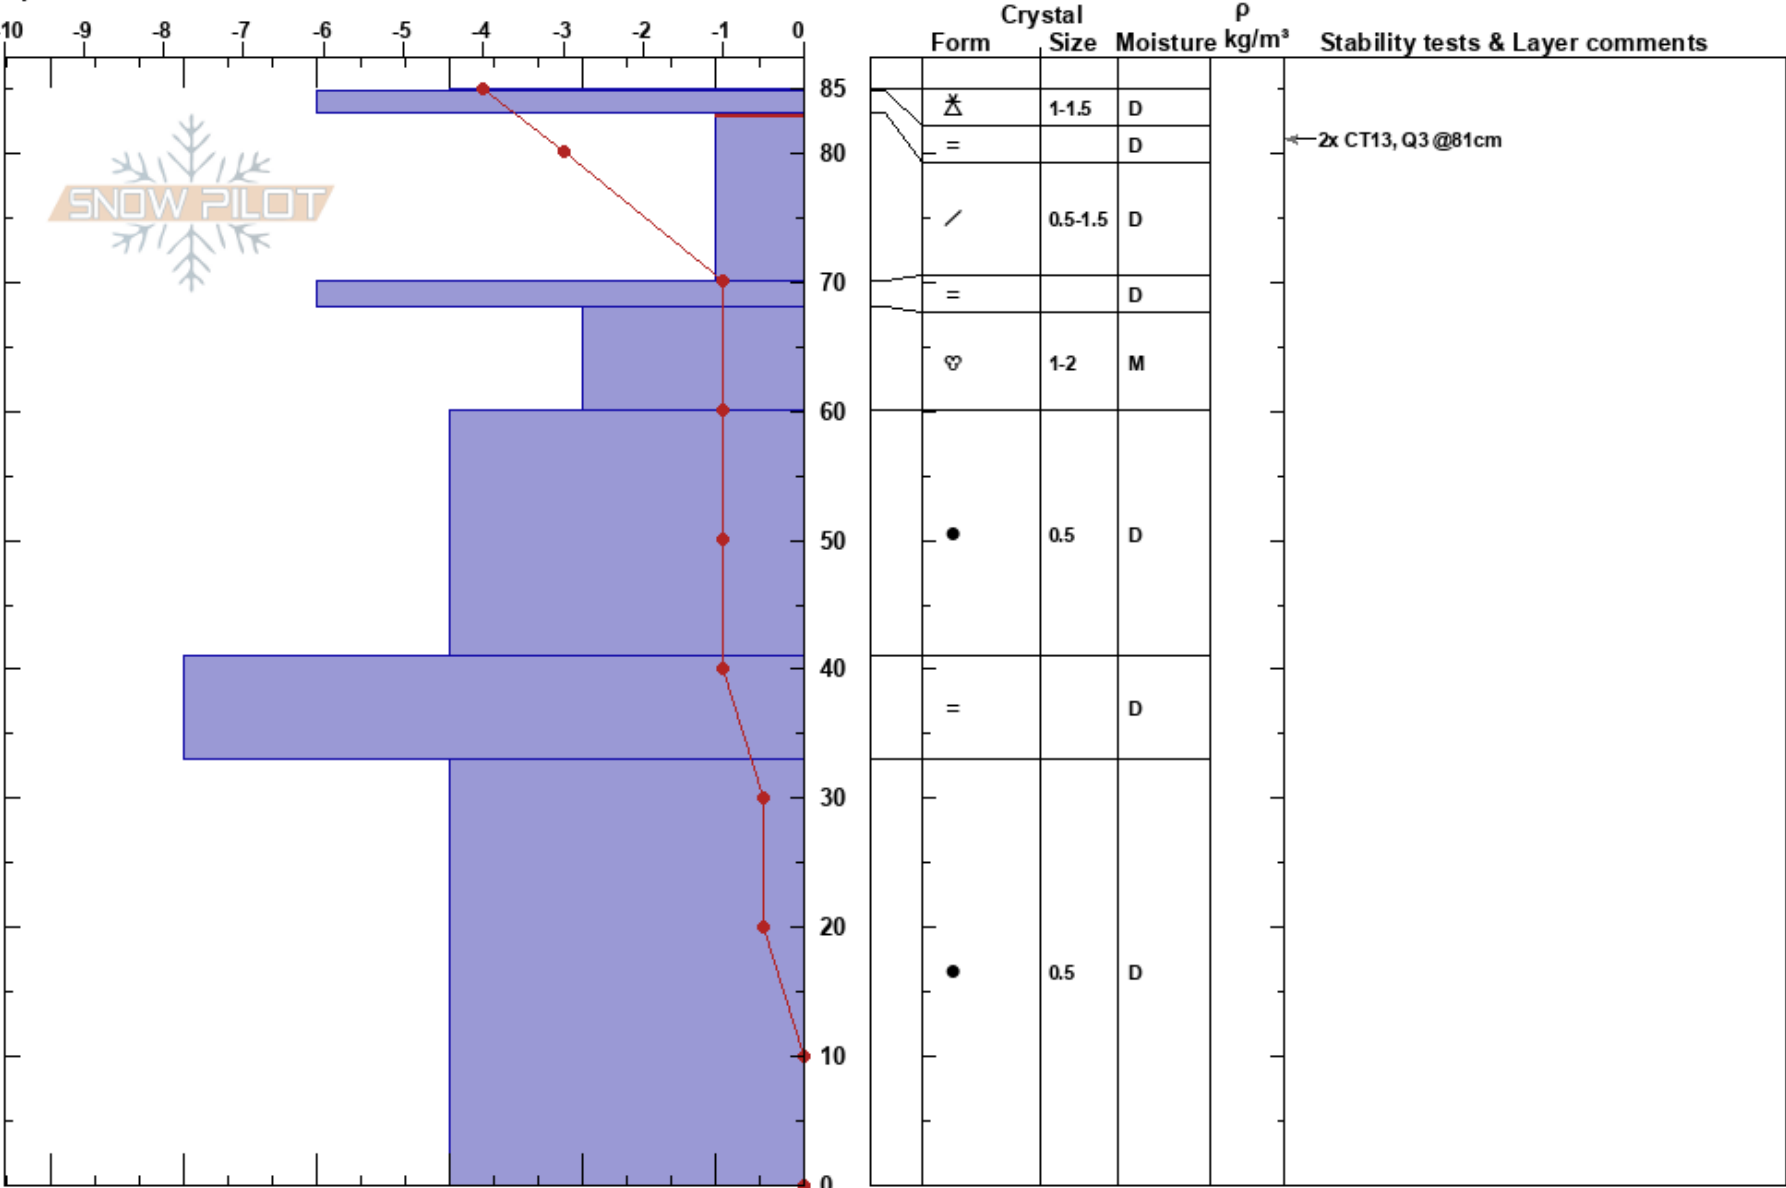 Crystal ρ
-10 -9 -8 -7 -6 -5 -4 -3 -2 -1 0
Form Size Moisture kg/m³ Stability tests & Layer comments
85
1-1.5 D
= D
2x CT13, Q3 @81cm
80
SNOW PILOT
0.5-1.5 D
70
= D
1-2 M
60
50
0.5 D
40
= D
30
20
0.5 D
10
0